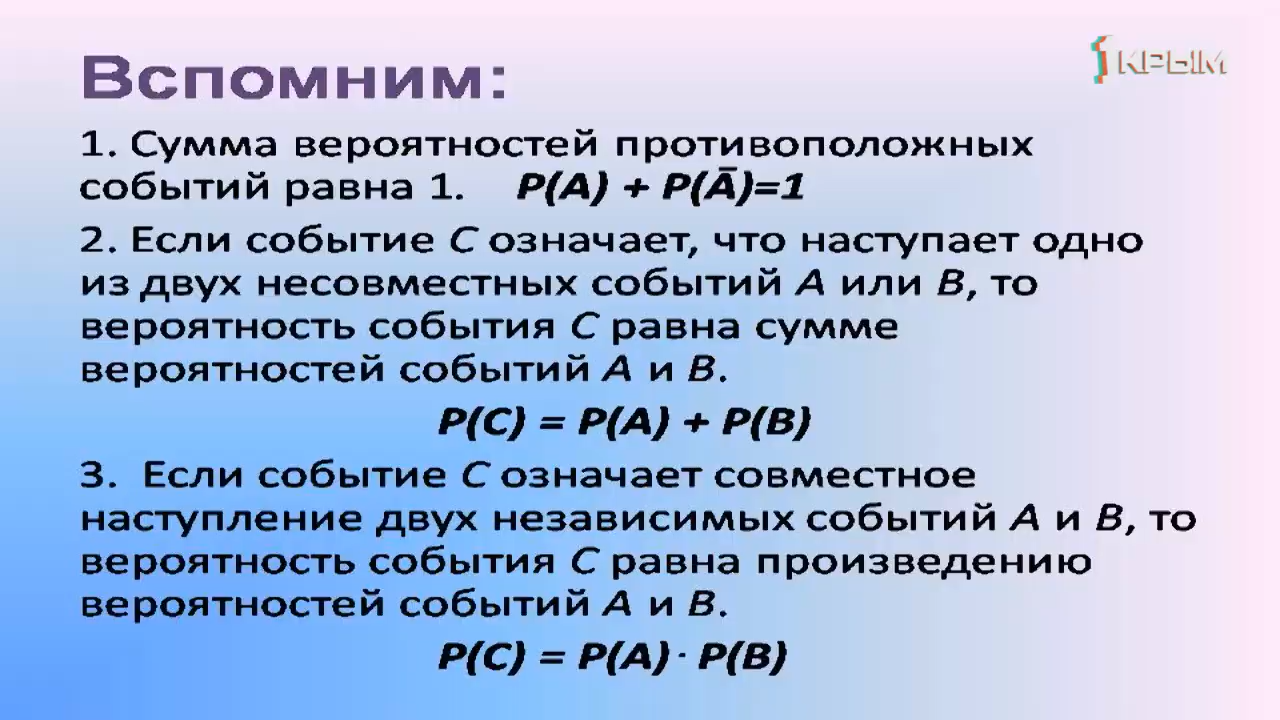 Вспомним:
1 КРЫМ
1. Сумма вероятностей противоположных
событий равна 1. P(A) + P(Ā)=1
2. Если событие C означает, что наступает одно
из двух несовместных событий A или B, то
вероятность события C равна сумме
вероятностей событий A и B.
P(C) = P(A) + P(B)
3. Если событие C означает совместное
наступление двух независимых событий A и B, то
вероятность события C равна произведению
вероятностей событий A и B.
P(C) = P(A) · P(B)